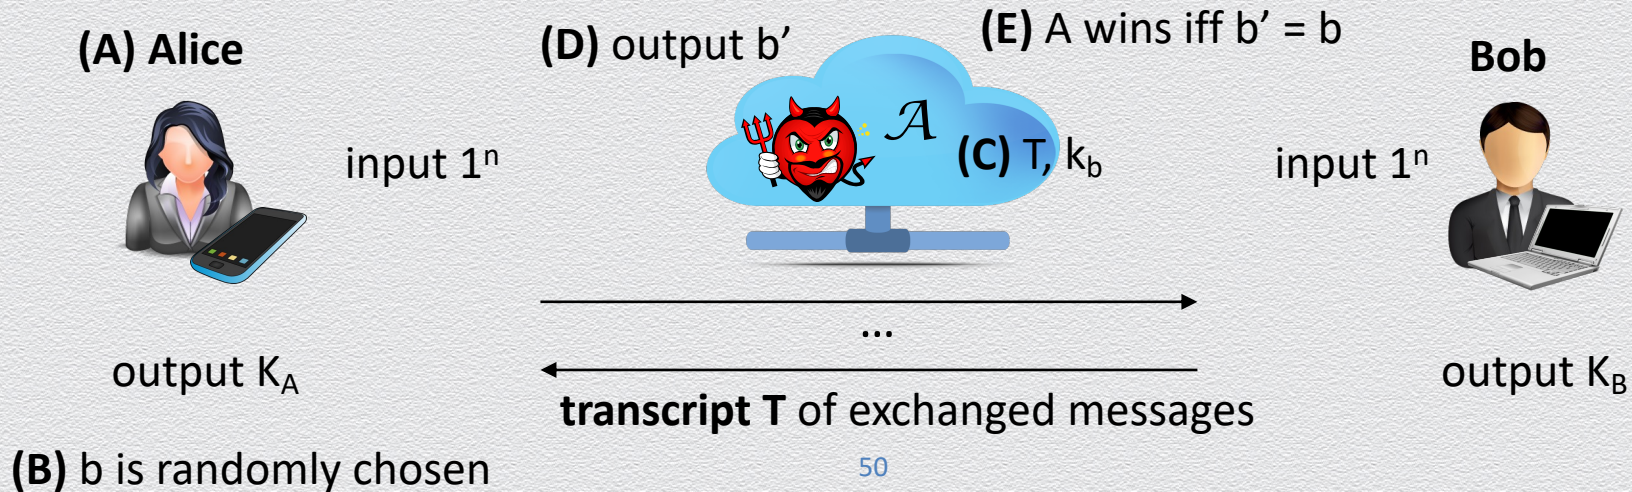 (A) Alice
(D) output b’
(E) A wins iff b’ = b
Bob
input 1ⁿ
𝒜
(C) T, k_b
input 1ⁿ
...
output K_A
output K_B
transcript T of exchanged messages
(B) b is randomly chosen
50